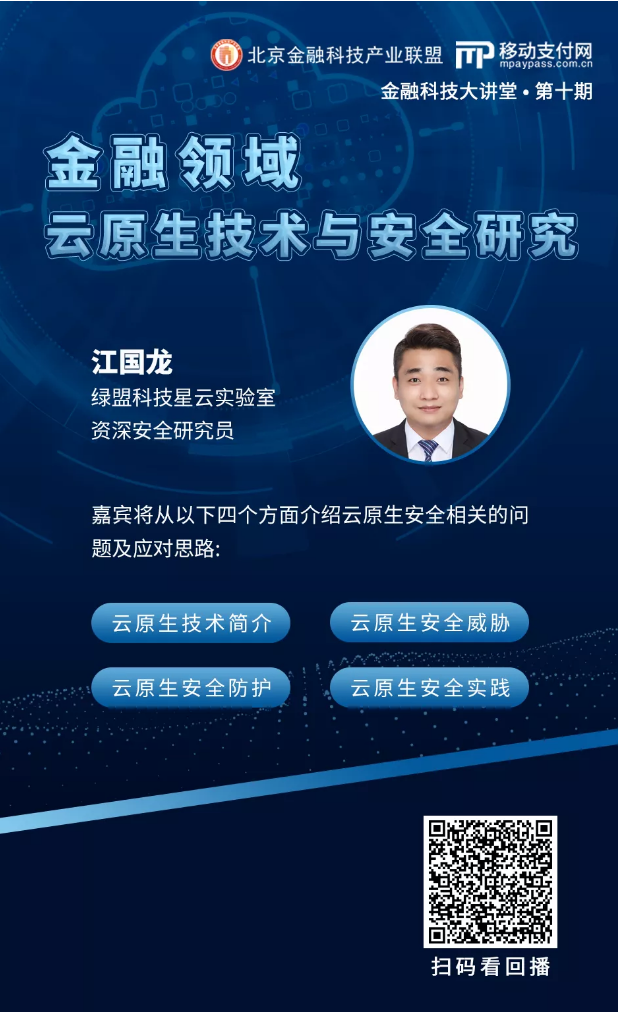 北京金融科技产业联盟 移动支付网
mpaypass.com.cn
金融科技大讲堂·第十期
金融领域
云原生技术与安全研究
江国龙
绿盟科技星云实验室
资深安全研究员
嘉宾将从以下四个方面介绍云原生安全相关的问
题及应对思路:
云原生技术简介 云原生安全威胁
云原生安全防护 云原生安全实践
扫码看回播